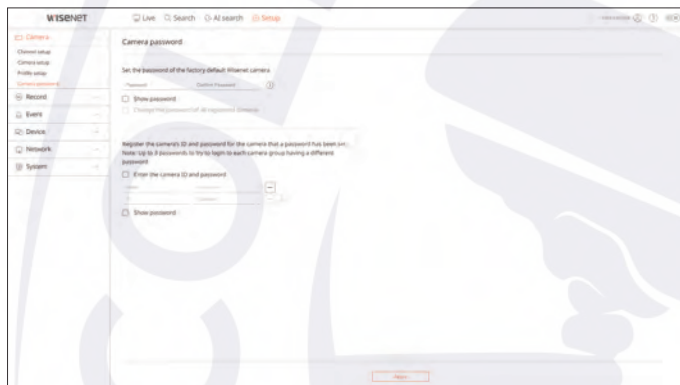 WISENET
Live Search AI search Setup
Camera
Camera password
Channel setup
Camera setup
Profile setup
Camera password
Set the password of the factory default Wisenet camera
Password Confirm Password
Record
Show password
Event
Device
Network
Register the camera's ID and password for the camera that a password has been set.
Note: Up to 3 passwords to try to login to each camera group having a different
password
System
Enter the camera ID and password
Show password
Apply